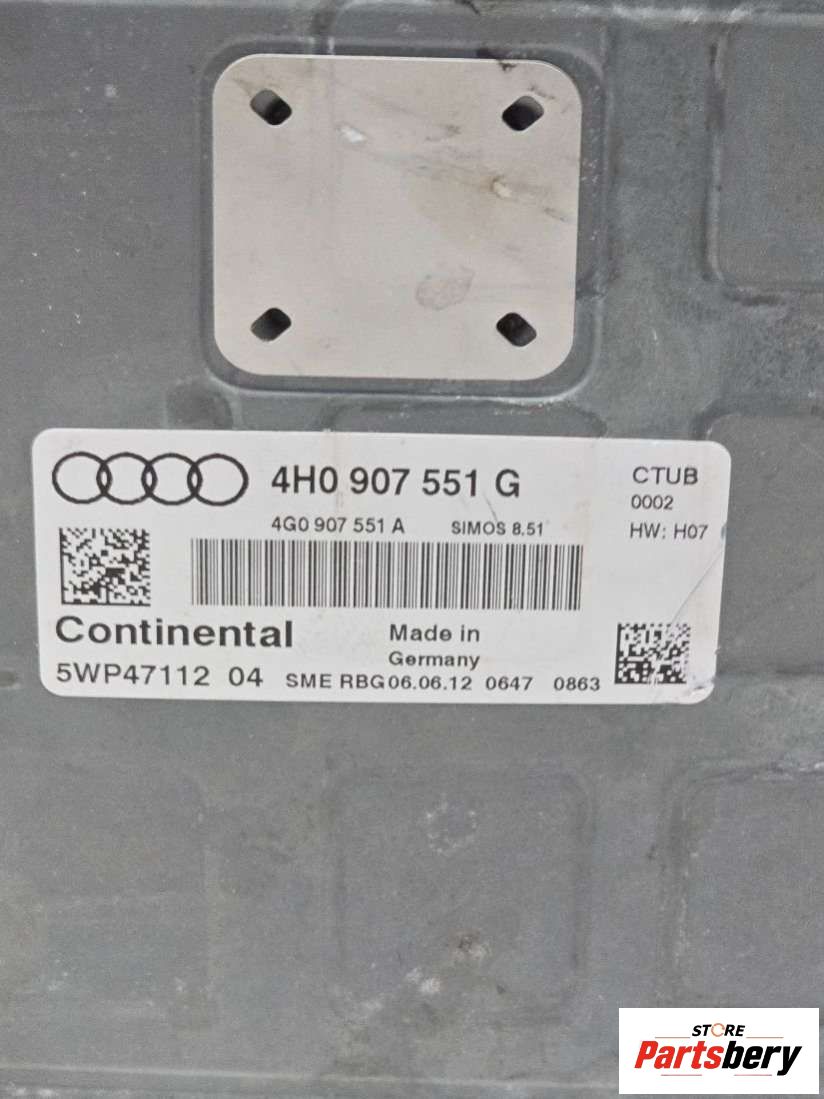 4H0 907 551 G
CTUB
0002
4G0 907 551 A SIMOS 8.51
HW: H07
Continental
Made in
Germany
5WP47112 04 SME RBG06.06.12 0647 0863
STORE
Partsbery